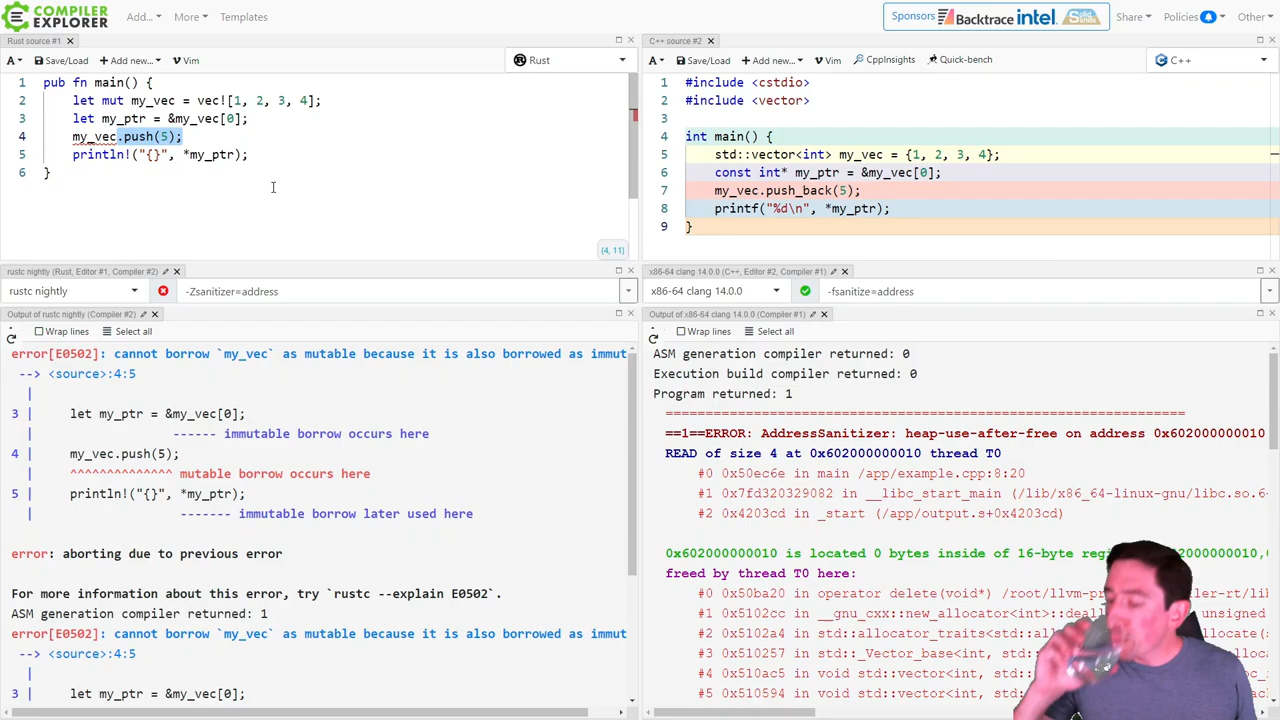 COMPILER
EXPLORER
Add... More Templates
Sponsors Backtrace intel. Solid Sands
Share Policies Other
Rust source #1
A Save/Load Add new... Vim
Rust
1 pub fn main() {
2 let mut my_vec = vec![1, 2, 3, 4];
3 let my_ptr = &my_vec[0];
4 my_vec.push(5);
5 println!("{}", *my_ptr);
6 }
(4, 11)
C++ source #2
A Save/Load Add new... Vim CppInsights Quick-bench
C++
1 #include <cstdio>
2 #include <vector>
3
4 int main() {
5 std::vector<int> my_vec = {1, 2, 3, 4};
6 const int* my_ptr = &my_vec[0];
7 my_vec.push_back(5);
8 printf("%d\n", *my_ptr);
9 }
rustc nightly (Rust, Editor #1, Compiler #2)
rustc nightly -Zsanitizer=address
Output of rustc nightly (Compiler #2)
Wrap lines Select all
error[E0502]: cannot borrow `my_vec` as mutable because it is also borrowed as immut
--> <source>:4:5
|
3 | let my_ptr = &my_vec[0];
| ------ immutable borrow occurs here
4 | my_vec.push(5);
| ^^^^^^^^^^^^^^ mutable borrow occurs here
5 | println!("{}", *my_ptr);
| ------- immutable borrow later used here
error: aborting due to previous error
For more information about this error, try `rustc --explain E0502`.
ASM generation compiler returned: 1
error[E0502]: cannot borrow `my_vec` as mutable because it is also borrowed as immut
--> <source>:4:5
|
3 | let my_ptr = &my_vec[0];
x86-64 clang 14.0.0 (C++, Editor #2, Compiler #1)
x86-64 clang 14.0.0 -fsanitize=address
Output of x86-64 clang 14.0.0 (Compiler #1)
Wrap lines Select all
ASM generation compiler returned: 0
Execution build compiler returned: 0
Program returned: 1
=================================================================
==1==ERROR: AddressSanitizer: heap-use-after-free on address 0x602000000010
READ of size 4 at 0x602000000010 thread T0
#0 0x50ec6e in main /app/example.cpp:8:20
#1 0x7fd320329082 in __libc_start_main (/lib/x86_64-linux-gnu/libc.so.6
#2 0x4203cd in _start (/app/output.s+0x4203cd)
0x602000000010 is located 0 bytes inside of 16-byte reg 02000000010,0
freed by thread T0 here:
#0 0x50ba20 in operator delete(void*) /root/llvm-pr ler-rt/lib
#1 0x5102cc in __gnu_cxx::new_allocator<int>::deall unsigned
#2 0x5102a4 in std::allocator_traits<std::all locate(s
#3 0x510257 in std::_Vector_base<int, std::al
#4 0x510ac5 in void std::vector<int, std::all
#5 0x510594 in void std::vector<int, std